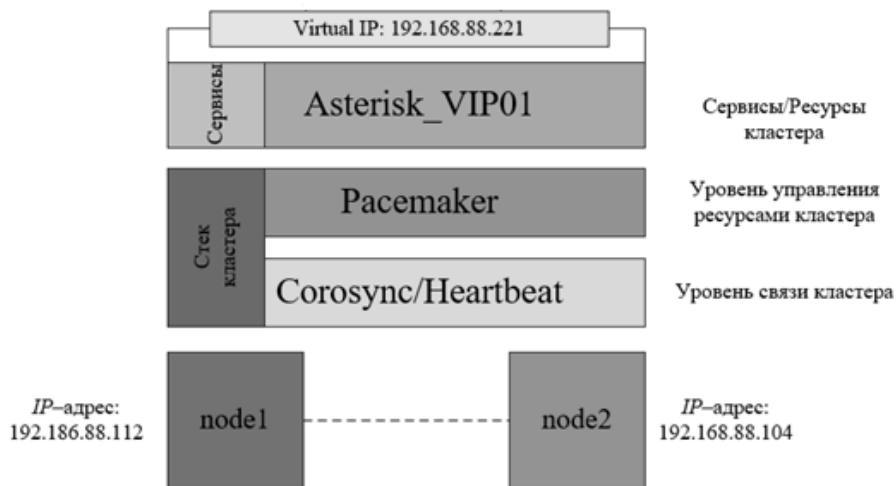 Virtual IP: 192.168.88.221
Сервисы
Asterisk_VIP01
Сервисы/Ресурсы
кластера
Стек
кластера
Pacemaker
Уровень управления
ресурсами кластера
Corosync/Heartbeat
Уровень связи кластера
IP–адрес:
192.186.88.112
node1
node2
IP–адрес:
192.168.88.104